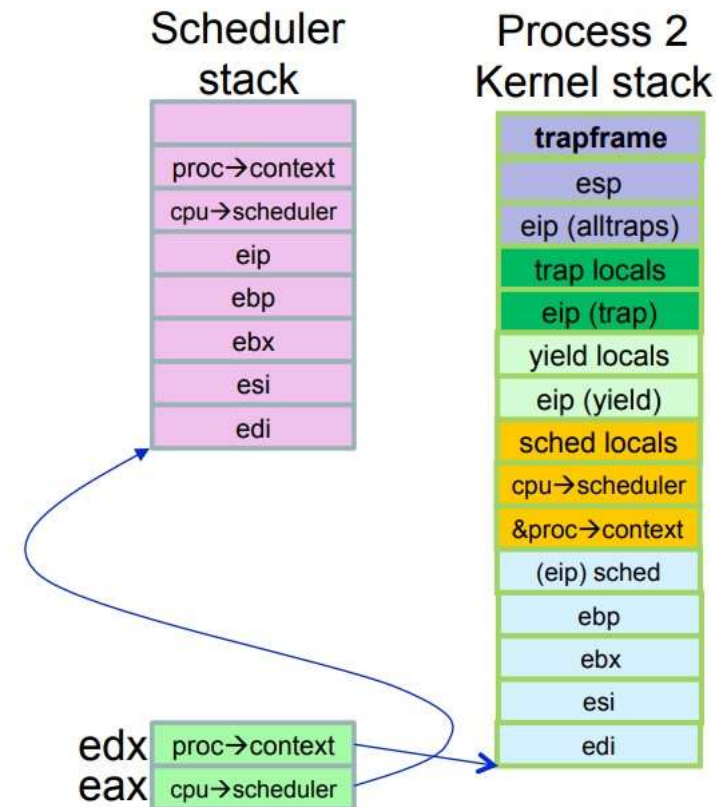 Scheduler
stack
proc→context
cpu→scheduler
eip
ebp
ebx
esi
edi
Process 2
Kernel stack
trapframe
esp
eip (alltraps)
trap locals
eip (trap)
yield locals
eip (yield)
sched locals
cpu→scheduler
&proc→context
(eip) sched
ebp
ebx
esi
edi
edx proc→context
eax cpu→scheduler